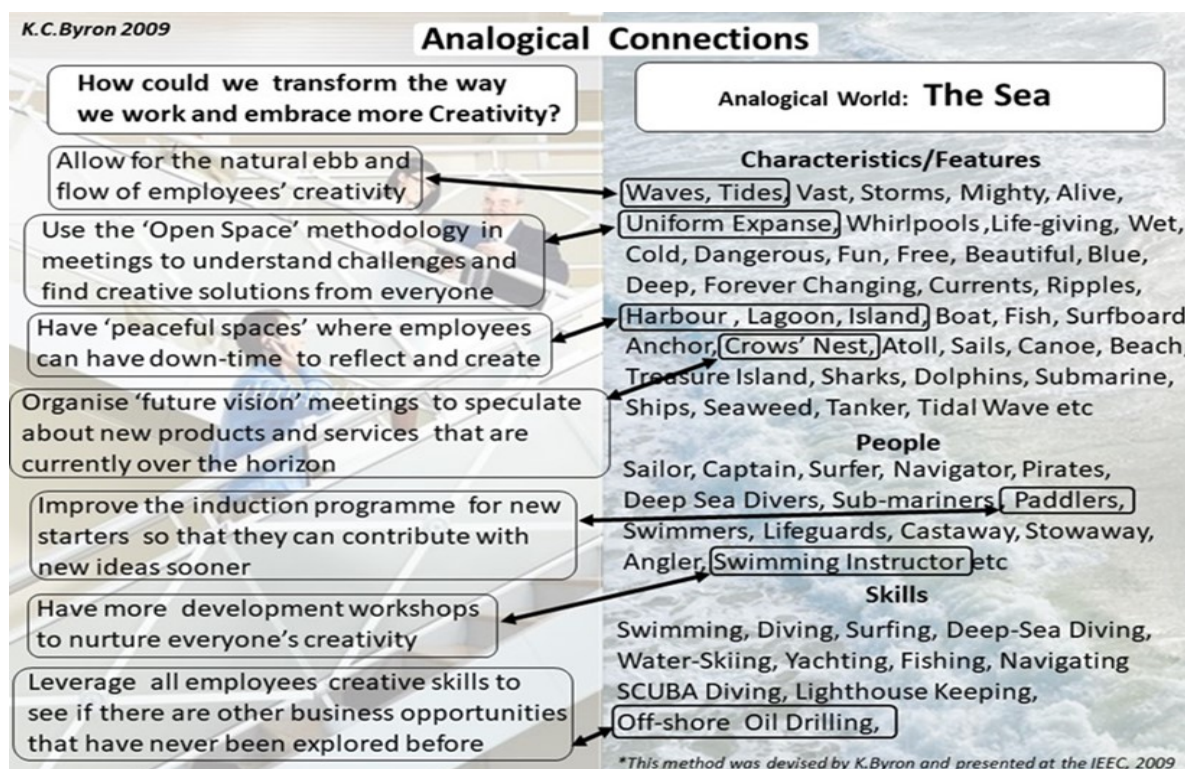 K.C.Byron 2009
Analogical Connections
How could we transform the way
we work and embrace more Creativity?
Allow for the natural ebb and
flow of employees' creativity
Use the 'Open Space' methodology in
meetings to understand challenges and
find creative solutions from everyone
Have 'peaceful spaces' where employees
can have down-time to reflect and create
Organise 'future vision' meetings to speculate
about new products and services that are
currently over the horizon
Improve the induction programme for new
starters so that they can contribute with
new ideas sooner
Have more development workshops
to nurture everyone's creativity
Leverage all employees creative skills to
see if there are other business opportunities
that have never been explored before
Analogical World: The Sea
Characteristics/Features
Waves, Tides, Vast, Storms, Mighty, Alive,
Uniform Expanse, Whirlpools ,Life-giving, Wet,
Cold, Dangerous, Fun, Free, Beautiful, Blue,
Deep, Forever Changing, Currents, Ripples,
Harbour , Lagoon, Island, Boat, Fish, Surfboard
Anchor, Crows' Nest, Atoll, Sails, Canoe, Beach,
Treasure Island, Sharks, Dolphins, Submarine,
Ships, Seaweed, Tanker, Tidal Wave etc
People
Sailor, Captain, Surfer, Navigator, Pirates,
Deep Sea Divers, Sub-mariners, Paddlers,
Swimmers, Lifeguards, Castaway, Stowaway,
Angler, Swimming Instructor etc
Skills
Swimming, Diving, Surfing, Deep-Sea Diving,
Water-Skiing, Yachting, Fishing, Navigating
SCUBA Diving, Lighthouse Keeping,
Off-shore Oil Drilling,
*This method was devised by K.Byron and presented at the IEEC, 2009